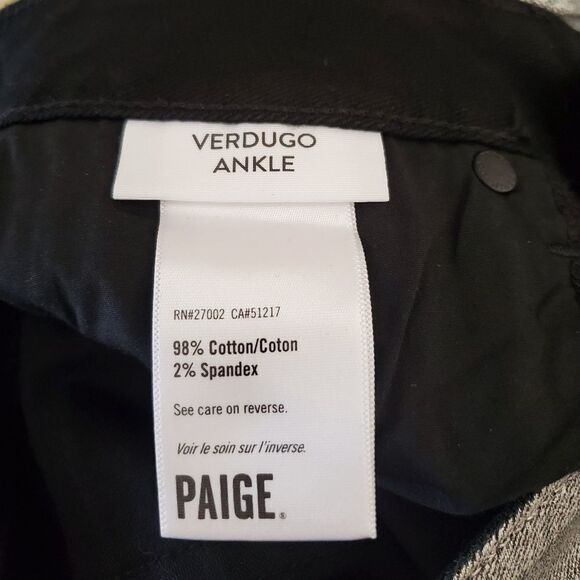 VERDUGO
ANKLE
RN#27002 CA#51217
98% Cotton/Coton
2% Spandex
See care on reverse.
Voir le soin sur l'inverse.
PAIGE®